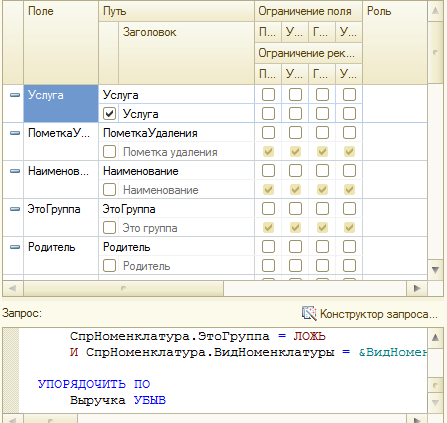 Поле Путь Ограничение поля Роль
Заголовок П... У... Г... У...
Ограничение рек...
П... У... Г... У...
Услуга Услуга
Услуга
ПометкаУ... ПометкаУдаления
Пометка удаления
Наименов... Наименование
Наименование
ЭтоГруппа ЭтоГруппа
Это группа
Родитель Родитель
Родитель
Запрос: Конструктор запроса...
СпрНоменклатура.ЭтоГруппа = ЛОЖЬ
И СпрНоменклатура.ВидНоменклатуры = &ВидНомен
УПОРЯДОЧИТЬ ПО
Выручка УБЫВ